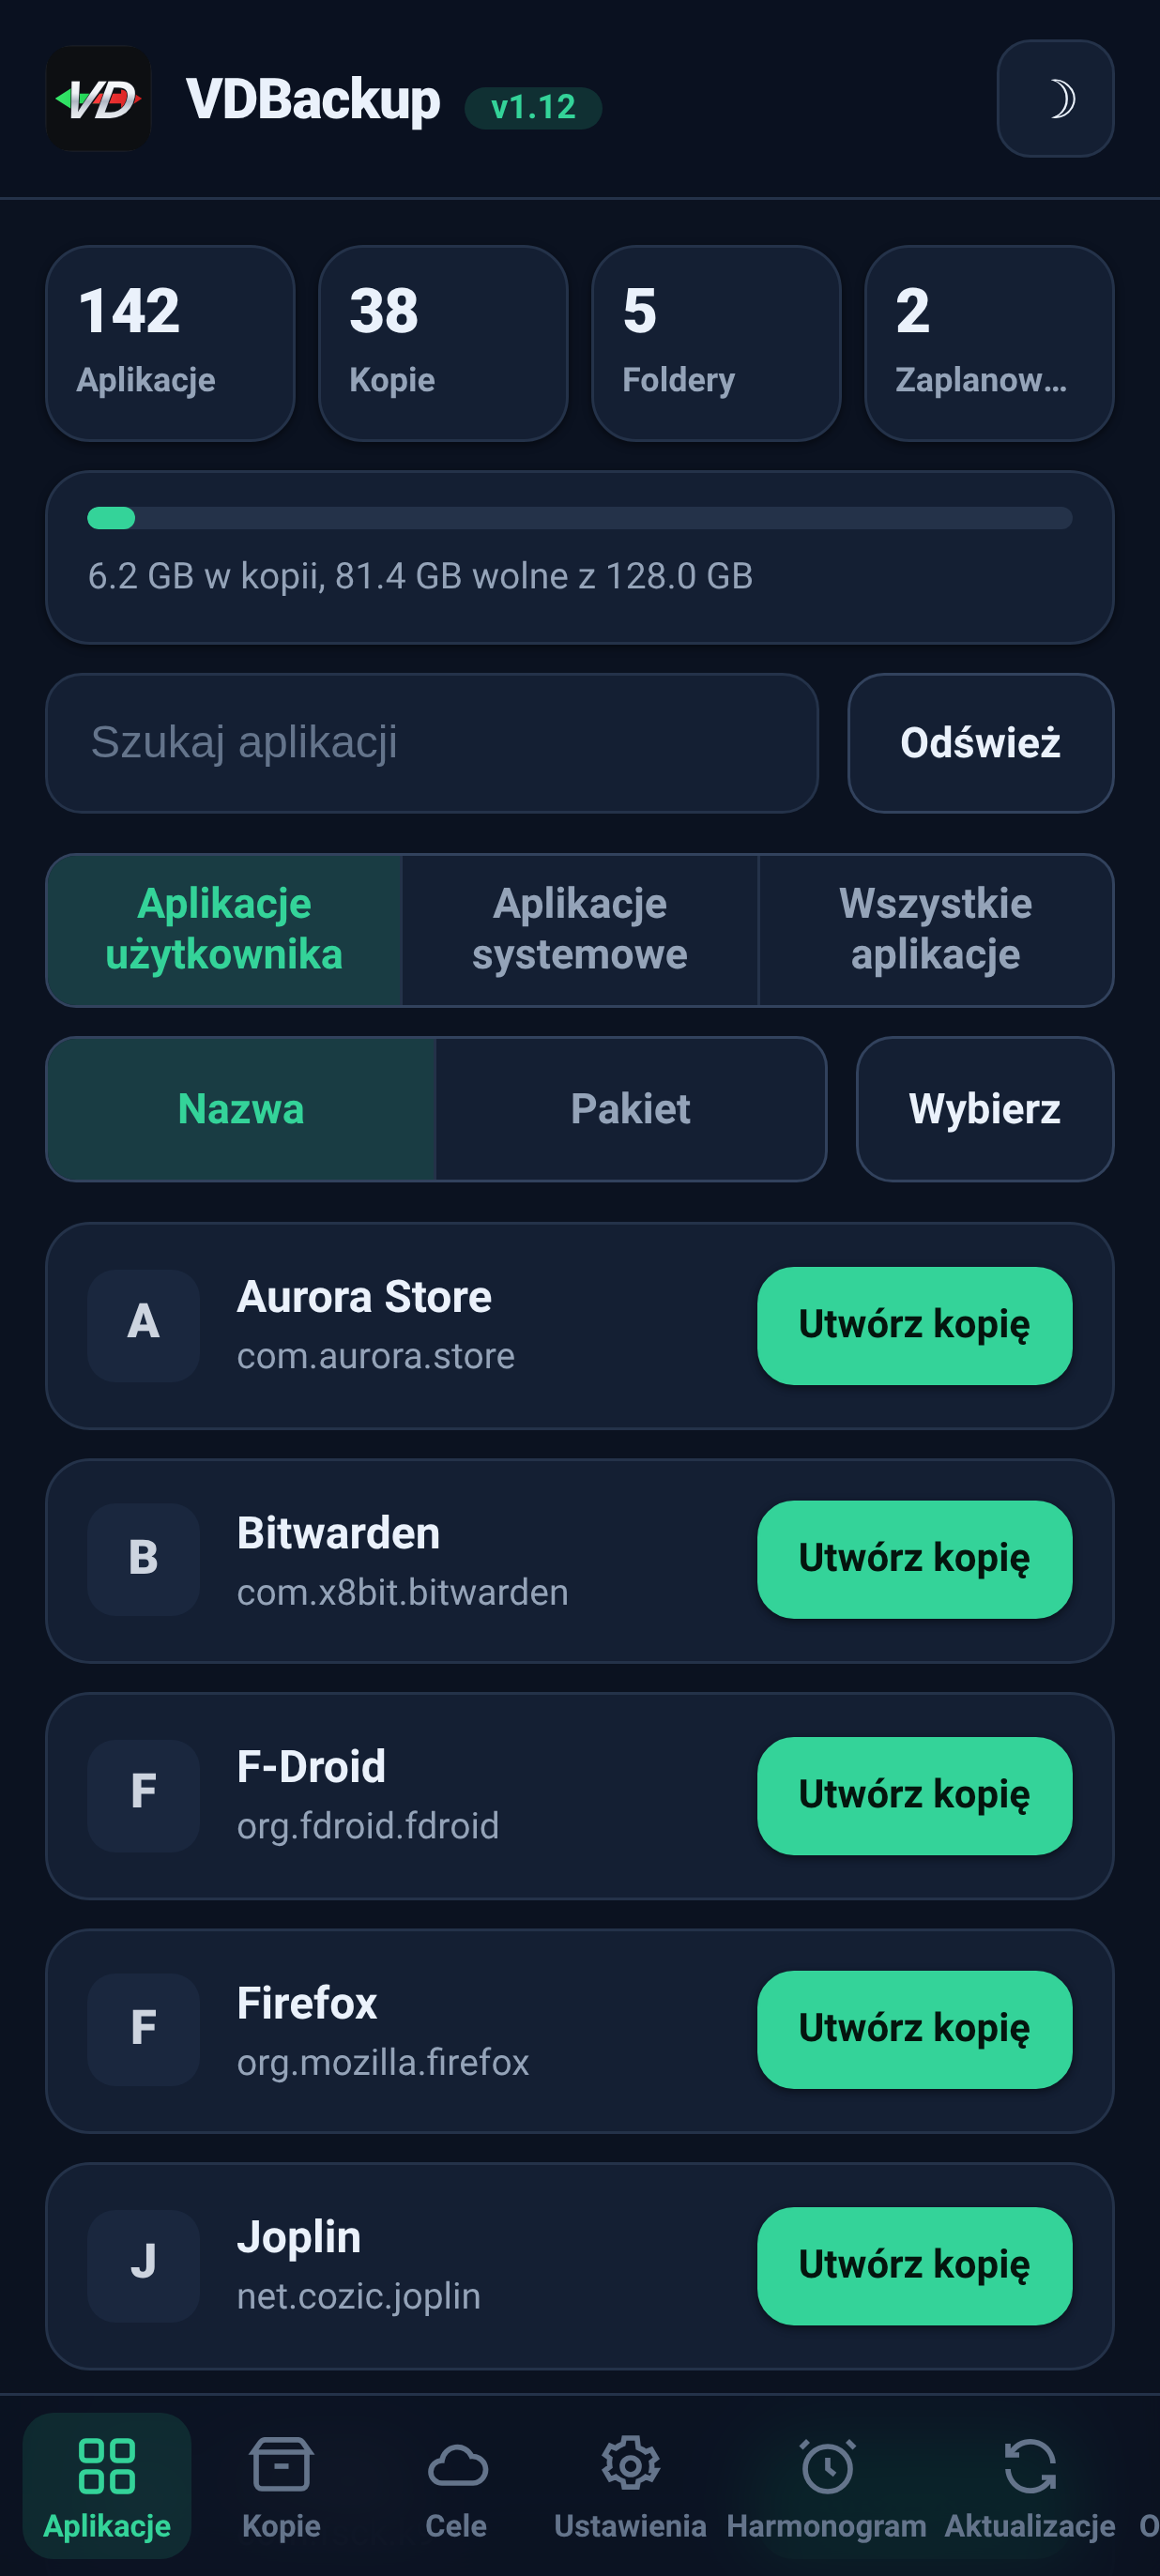 VD
VDBackup v1.12
142
Aplikacje
38
Kopie
5
Foldery
2
Zaplanow...
6.2 GB w kopii, 81.4 GB wolne z 128.0 GB
Szukaj aplikacji
Odśwież
Aplikacje
użytkownika
Aplikacje
systemowe
Wszystkie
aplikacje
Nazwa
Pakiet
Wybierz
A
Aurora Store
com.aurora.store
Utwórz kopię
B
Bitwarden
com.x8bit.bitwarden
Utwórz kopię
F
F-Droid
org.fdroid.fdroid
Utwórz kopię
F
Firefox
org.mozilla.firefox
Utwórz kopię
J
Joplin
net.cozic.joplin
Utwórz kopię
Aplikacje
Kopie
Cele
Ustawienia
Harmonogram
Aktualizacje